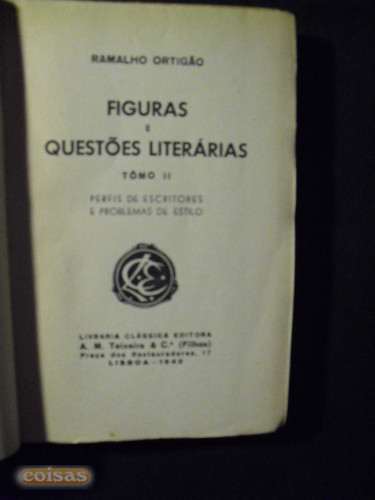 RAMALHO ORTIGÃO
FIGURAS
E
QUESTÕES LITERÁRIAS
TÔMO II
PERFIS DE ESCRITORES
E PROBLEMAS DE ESTILO
LIVRARIA CLÁSSICA EDITORA
A. M. Teixeira & C.ª (Filhos)
Praça dos Restauradores, 17
LISBOA—
coisas